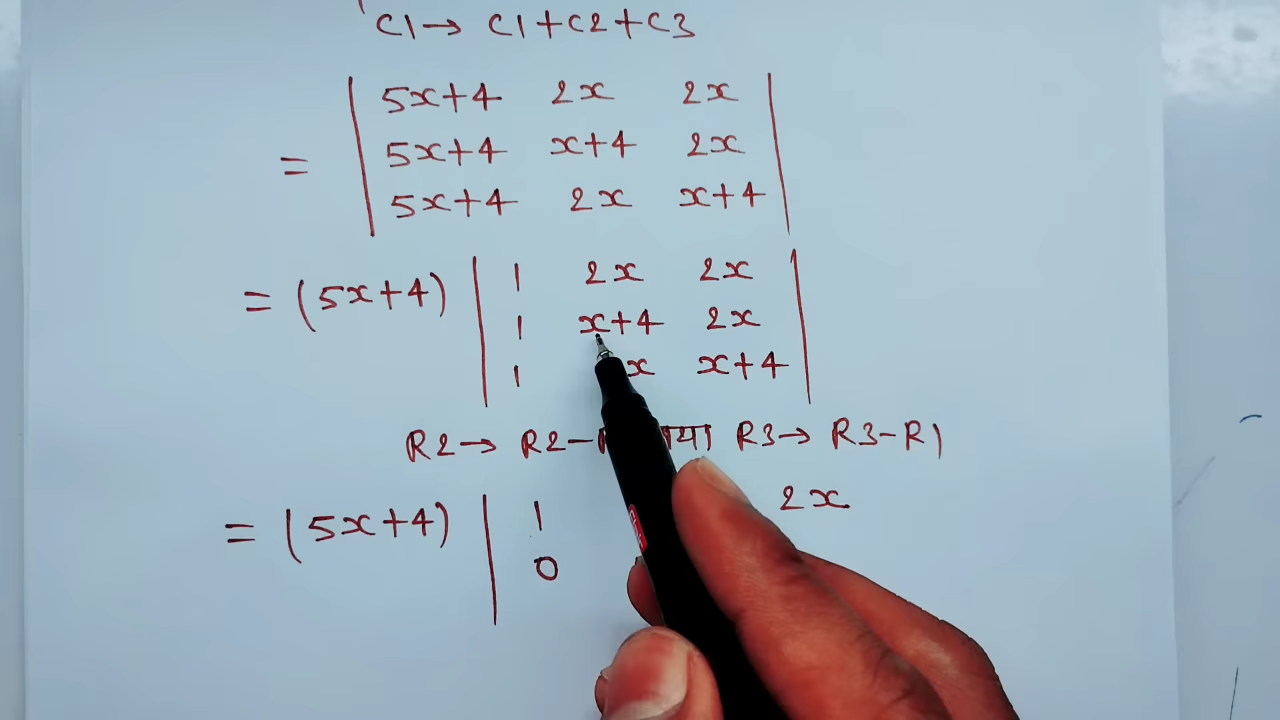 C1→ C1+C2+C3
5x+4 2x 2x
= 5x+4 x+4 2x
5x+4 2x x+4
1 2x 2x
= (5x+4) 1 x+4 2x
1 x x+4
R2→ R2- R3→ R3-R1
1 2x
= (5x+4) 0